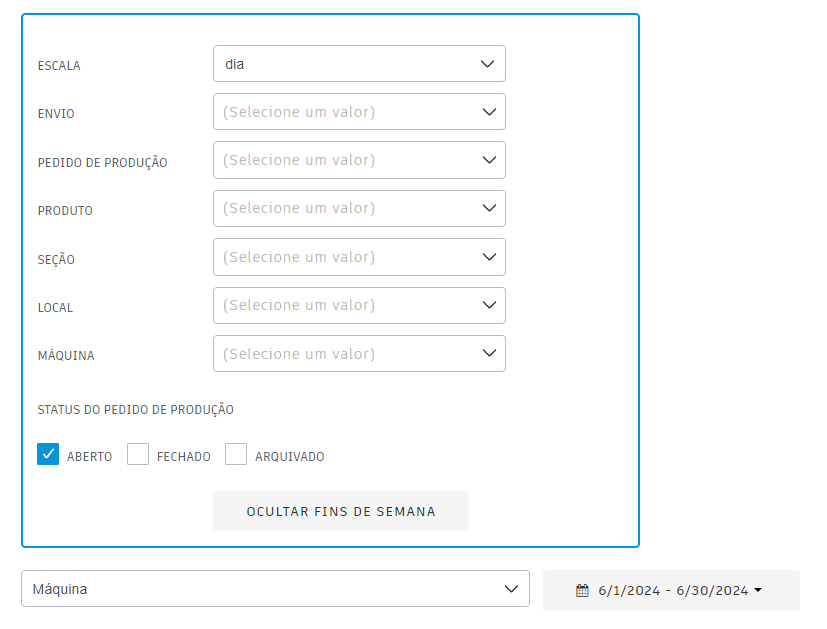 ESCALA dia
ENVIO (Selecione um valor)
PEDIDO DE PRODUÇÃO (Selecione um valor)
PRODUTO (Selecione um valor)
SEÇÃO (Selecione um valor)
LOCAL (Selecione um valor)
MÁQUINA (Selecione um valor)
STATUS DO PEDIDO DE PRODUÇÃO
ABERTO FECHADO ARQUIVADO
OCULTAR FINS DE SEMANA
Máquina 6/1/2024 - 6/30/2024